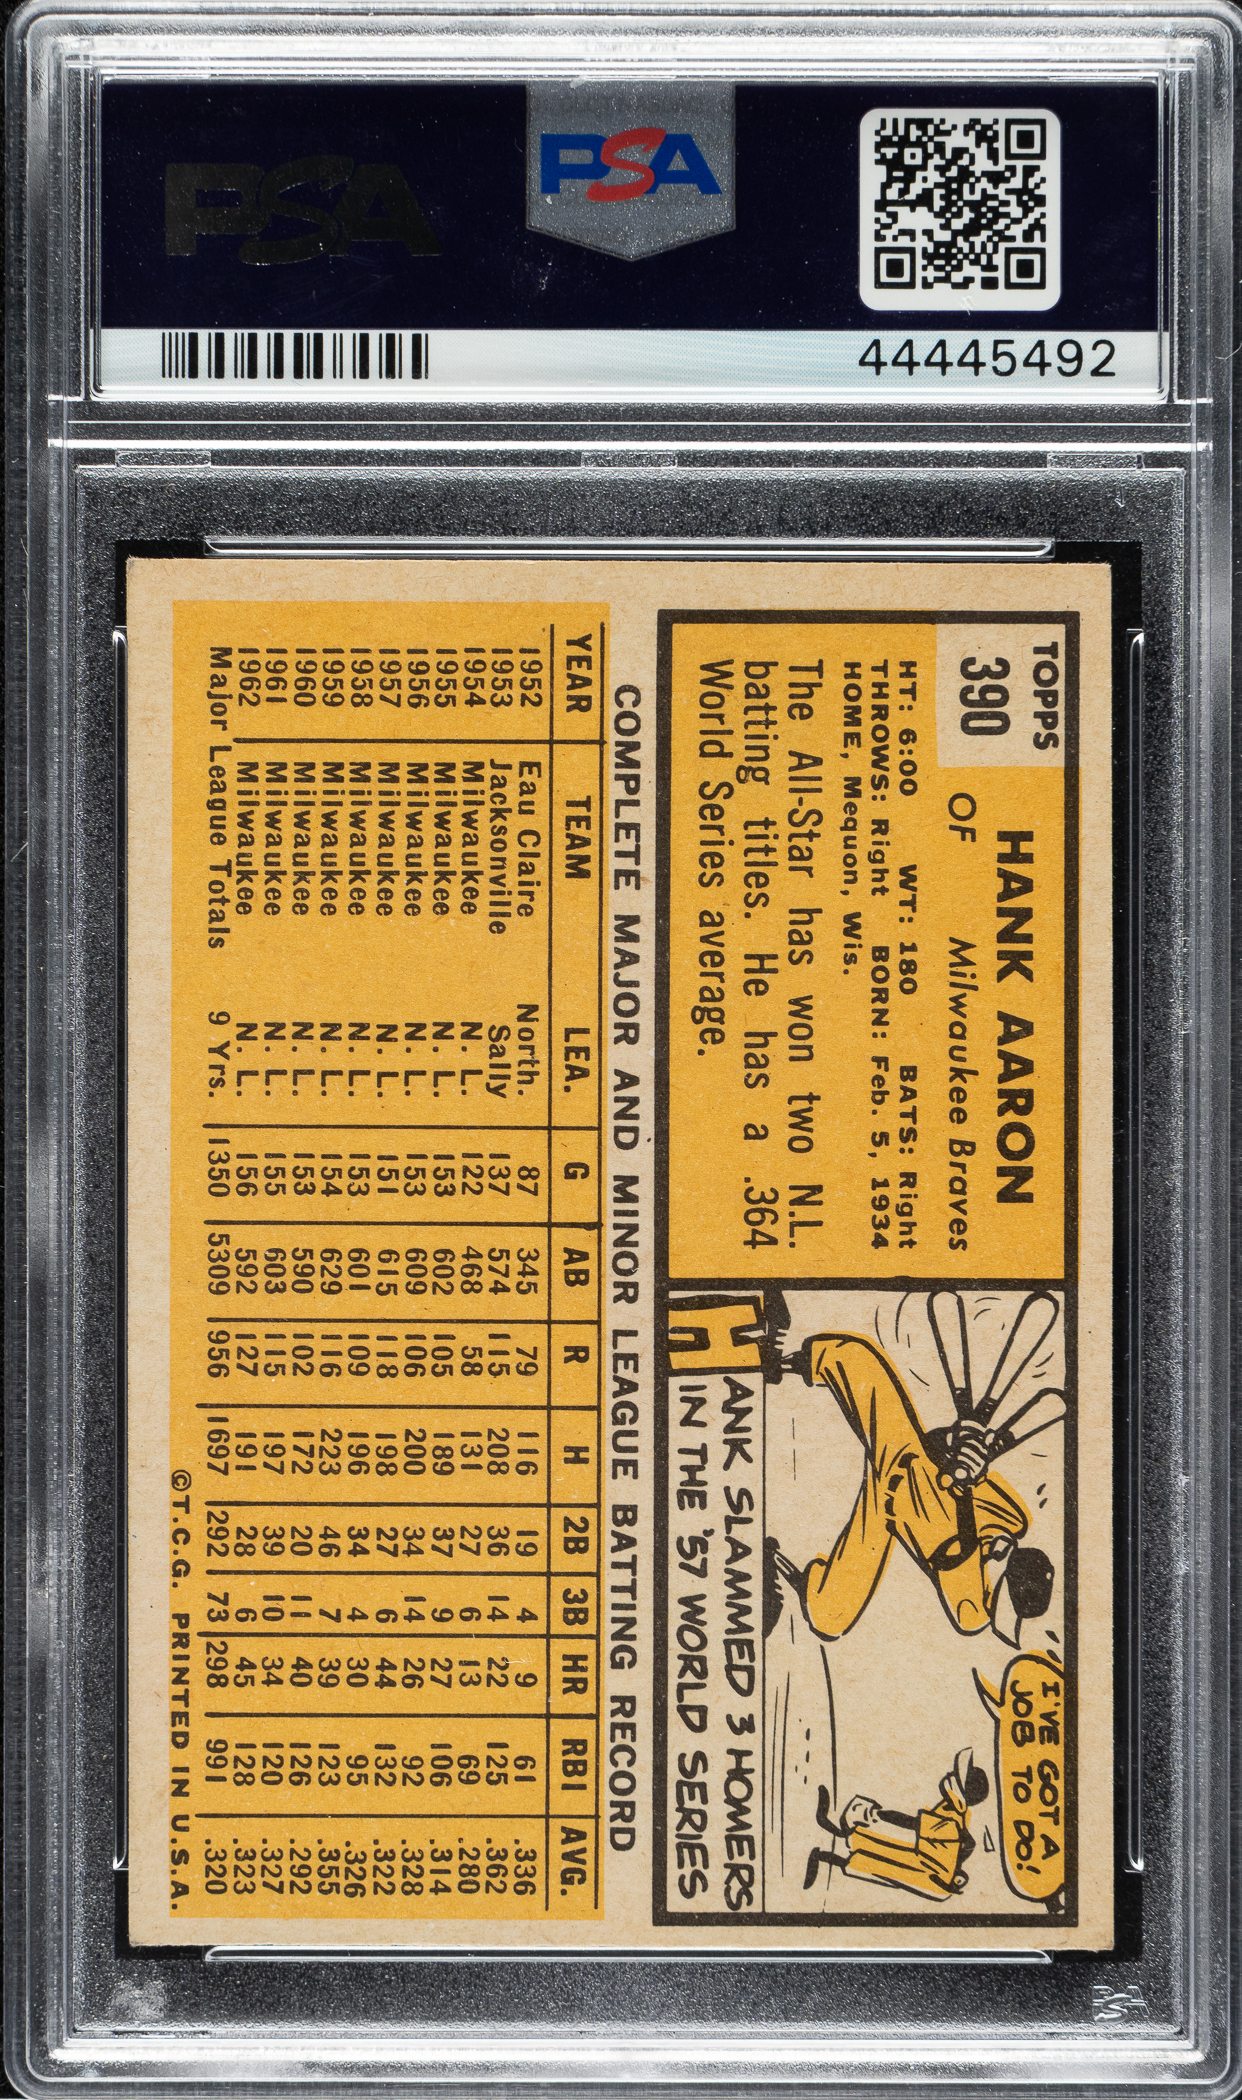 PSA
PSA
44445492
TOPPS
390
HANK AARON
OF Milwaukee Braves
HT: 6:00 WT: 180 BATS: Right
THROWS: Right BORN: Feb. 5, 1934
HOME, Mequon, Wis.
The All-Star has won two N.L.
batting titles. He has a .364
World Series average.
"I'VE GOT A
JOB TO DO!
HANK SLAMMED 3 HOMERS
IN THE '57 WORLD SERIES
COMPLETE MAJOR AND MINOR LEAGUE BATTING RECORD
YEAR TEAM LEA. G AB R H 2B 3B HR RBI AVG.
1952 Eau Claire North. 87 345 79 116 19 4 9 61 .336
1953 Jacksonville Sally 137 574 115 208 36 14 22 125 .362
1954 Milwaukee N. L. 122 468 58 131 27 6 13 69 .280
1955 Milwaukee N. L. 153 602 105 189 37 9 27 106 .314
1956 Milwaukee N. L. 153 609 106 200 34 14 26 92 .328
1957 Milwaukee N. L. 151 615 118 198 27 6 44 132 .322
1958 Milwaukee N. L. 153 601 109 196 34 4 30 95 .326
1959 Milwaukee N. L. 154 629 116 223 46 7 39 123 .355
1960 Milwaukee N. L. 153 590 102 172 20 11 40 126 .292
1961 Milwaukee N. L. 155 603 115 197 39 10 34 120 .327
1962 Milwaukee N. L. 156 592 127 191 28 6 45 128 .323
Major League Totals 9 Yrs. 1350 5309 956 1697 292 73 298 991 .320
©T.C.G. PRINTED IN U.S.A.
PSA